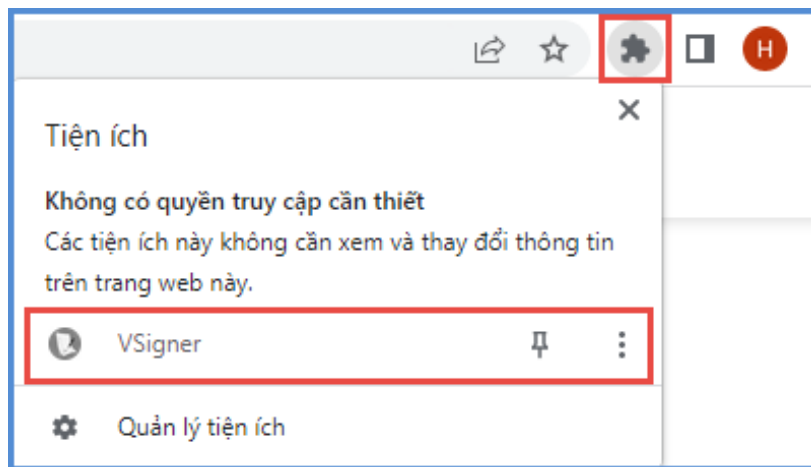 H
Tiện ích
Không có quyền truy cập cần thiết
Các tiện ích này không cần xem và thay đổi thông tin
trên trang web này.
VSigner
Quản lý tiện ích